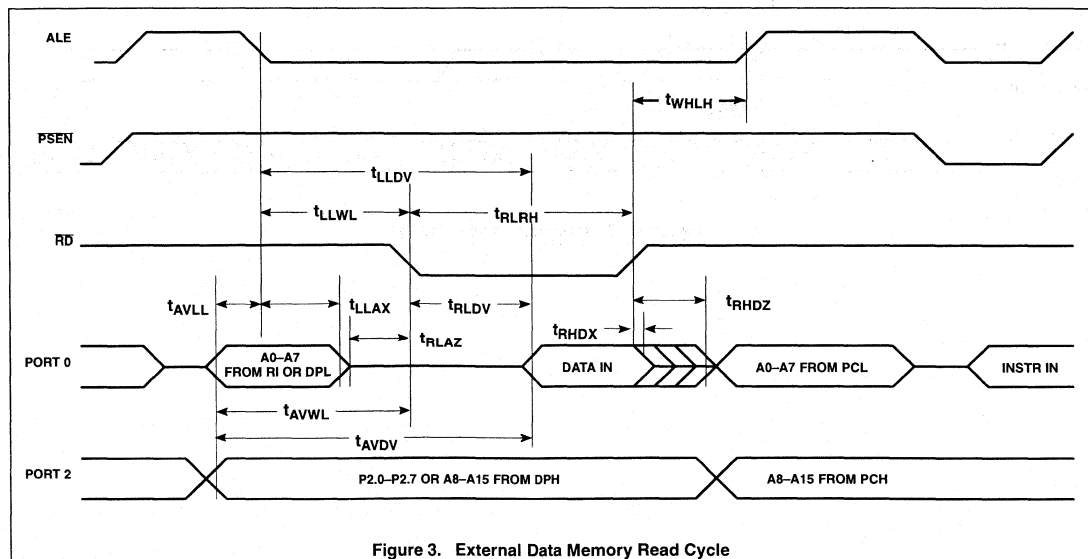 ALE
tWHLH
PSEN
tLLDV
tLLWL
tRLRH
RD
tAVLL
tLLAX
tRLDV
tRHDZ
tRHDX
tRLAZ
PORT 0
A0–A7
FROM RI OR DPL
DATA IN
A0–A7 FROM PCL
INSTR IN
tAVWL
tAVDV
PORT 2
P2.0–P2.7 OR A8–A15 FROM DPH
A8–A15 FROM PCH
Figure 3. External Data Memory Read Cycle